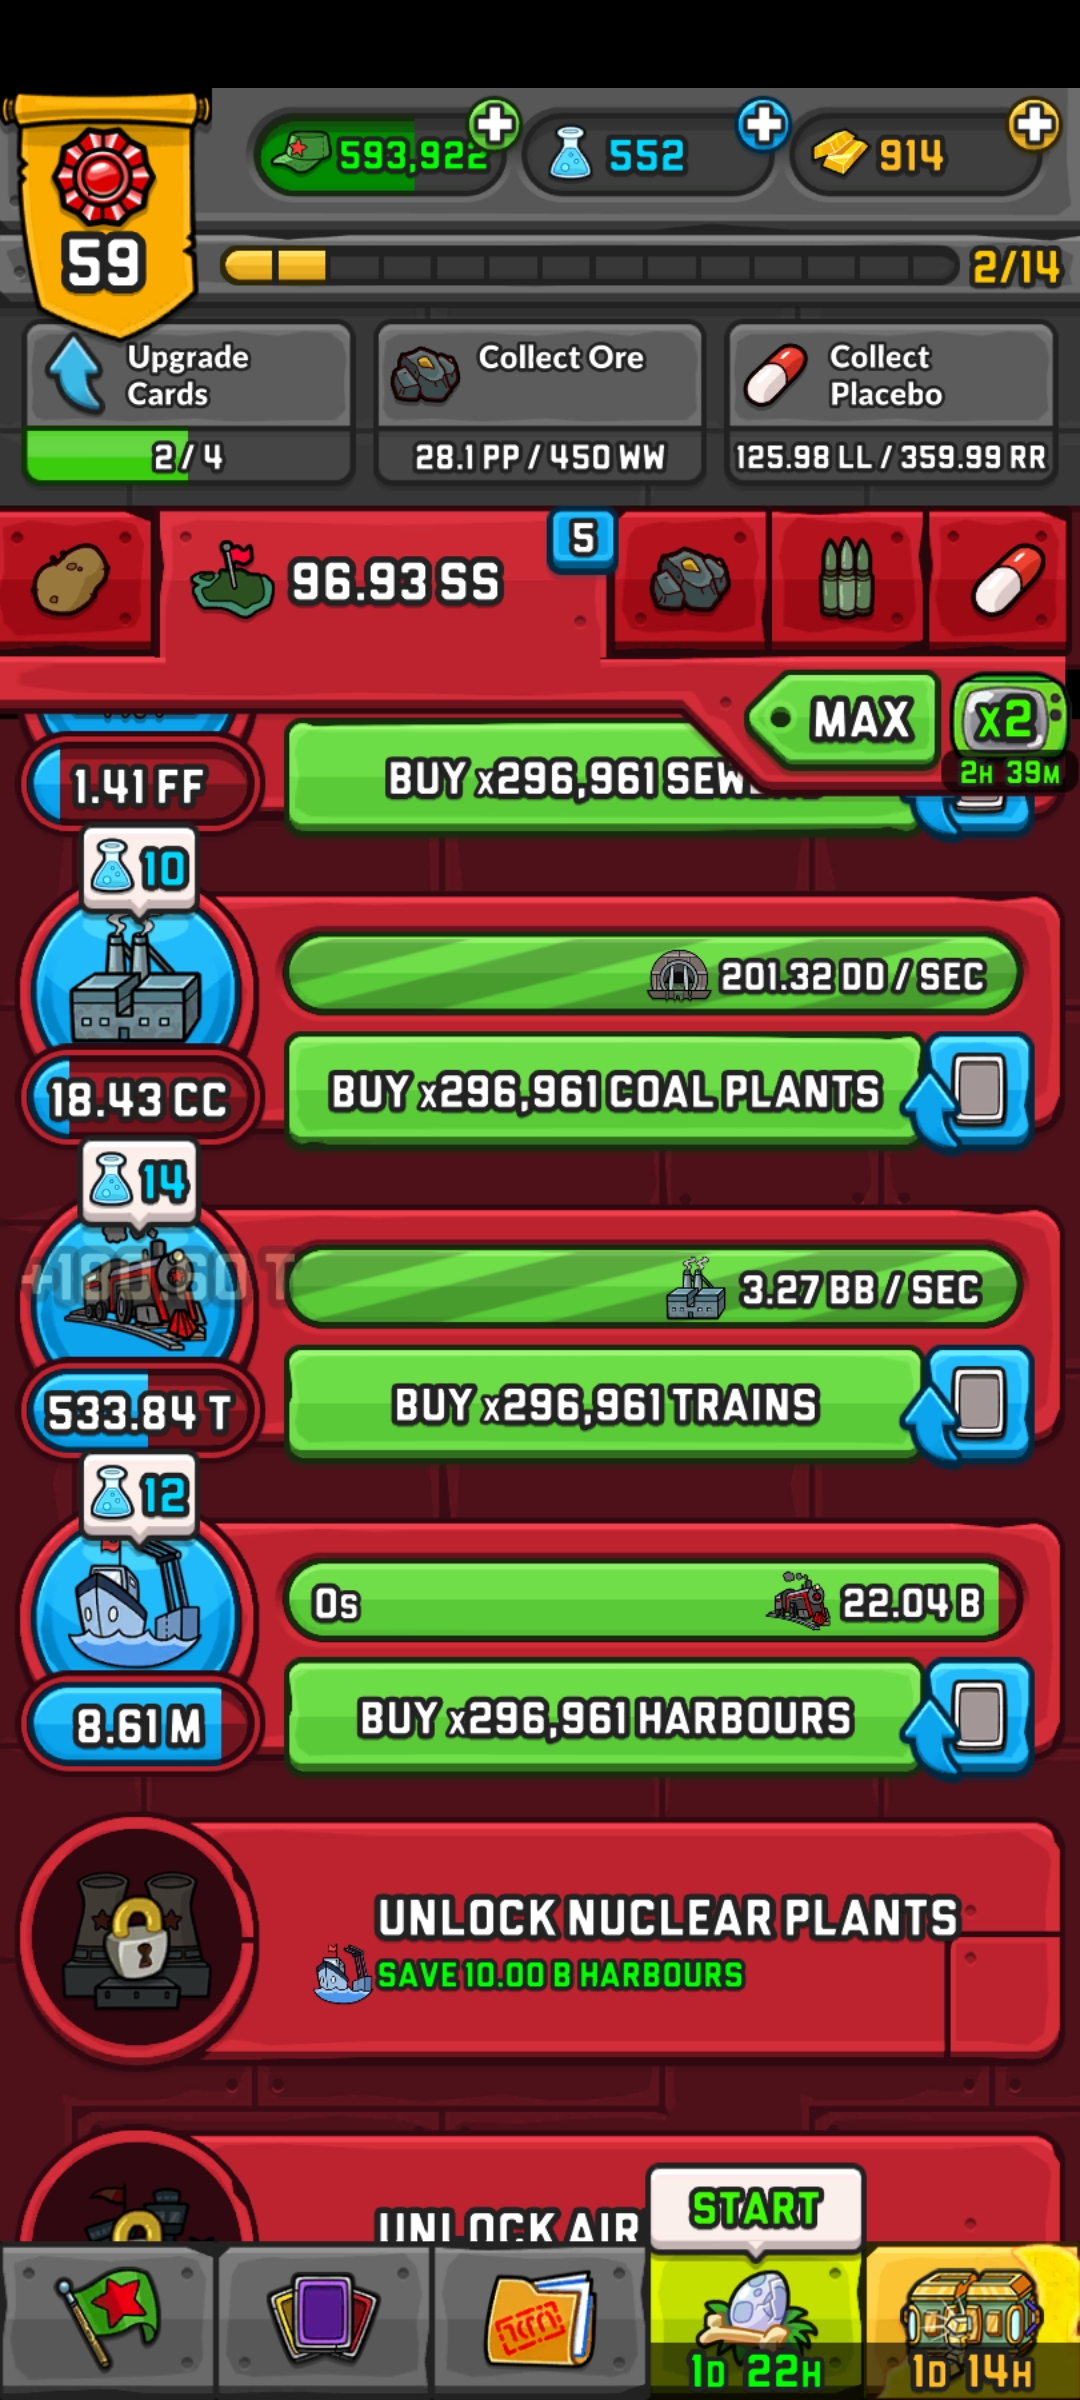 593,922
552
914
59
2/14
Upgrade Cards
2/4
Collect Ore
28.1 PP / 450 WW
Collect Placebo
125.98 LL / 359.99 RR
96.93 SS
5
MAX
x2
2H 39M
1.41 FF
BUY x296,961
10
201.32 DD / SEC
18.43 CC
BUY x296,961 COAL PLANTS
14
3.27 BB / SEC
533.84 T
BUY x296,961 TRAINS
12
0s
22.04 B
8.61 M
BUY x296,961 HARBOURS
UNLOCK NUCLEAR PLANTS
SAVE 10.00 B HARBOURS
UNLOCK AIR
START
1D 22H
1D 14H